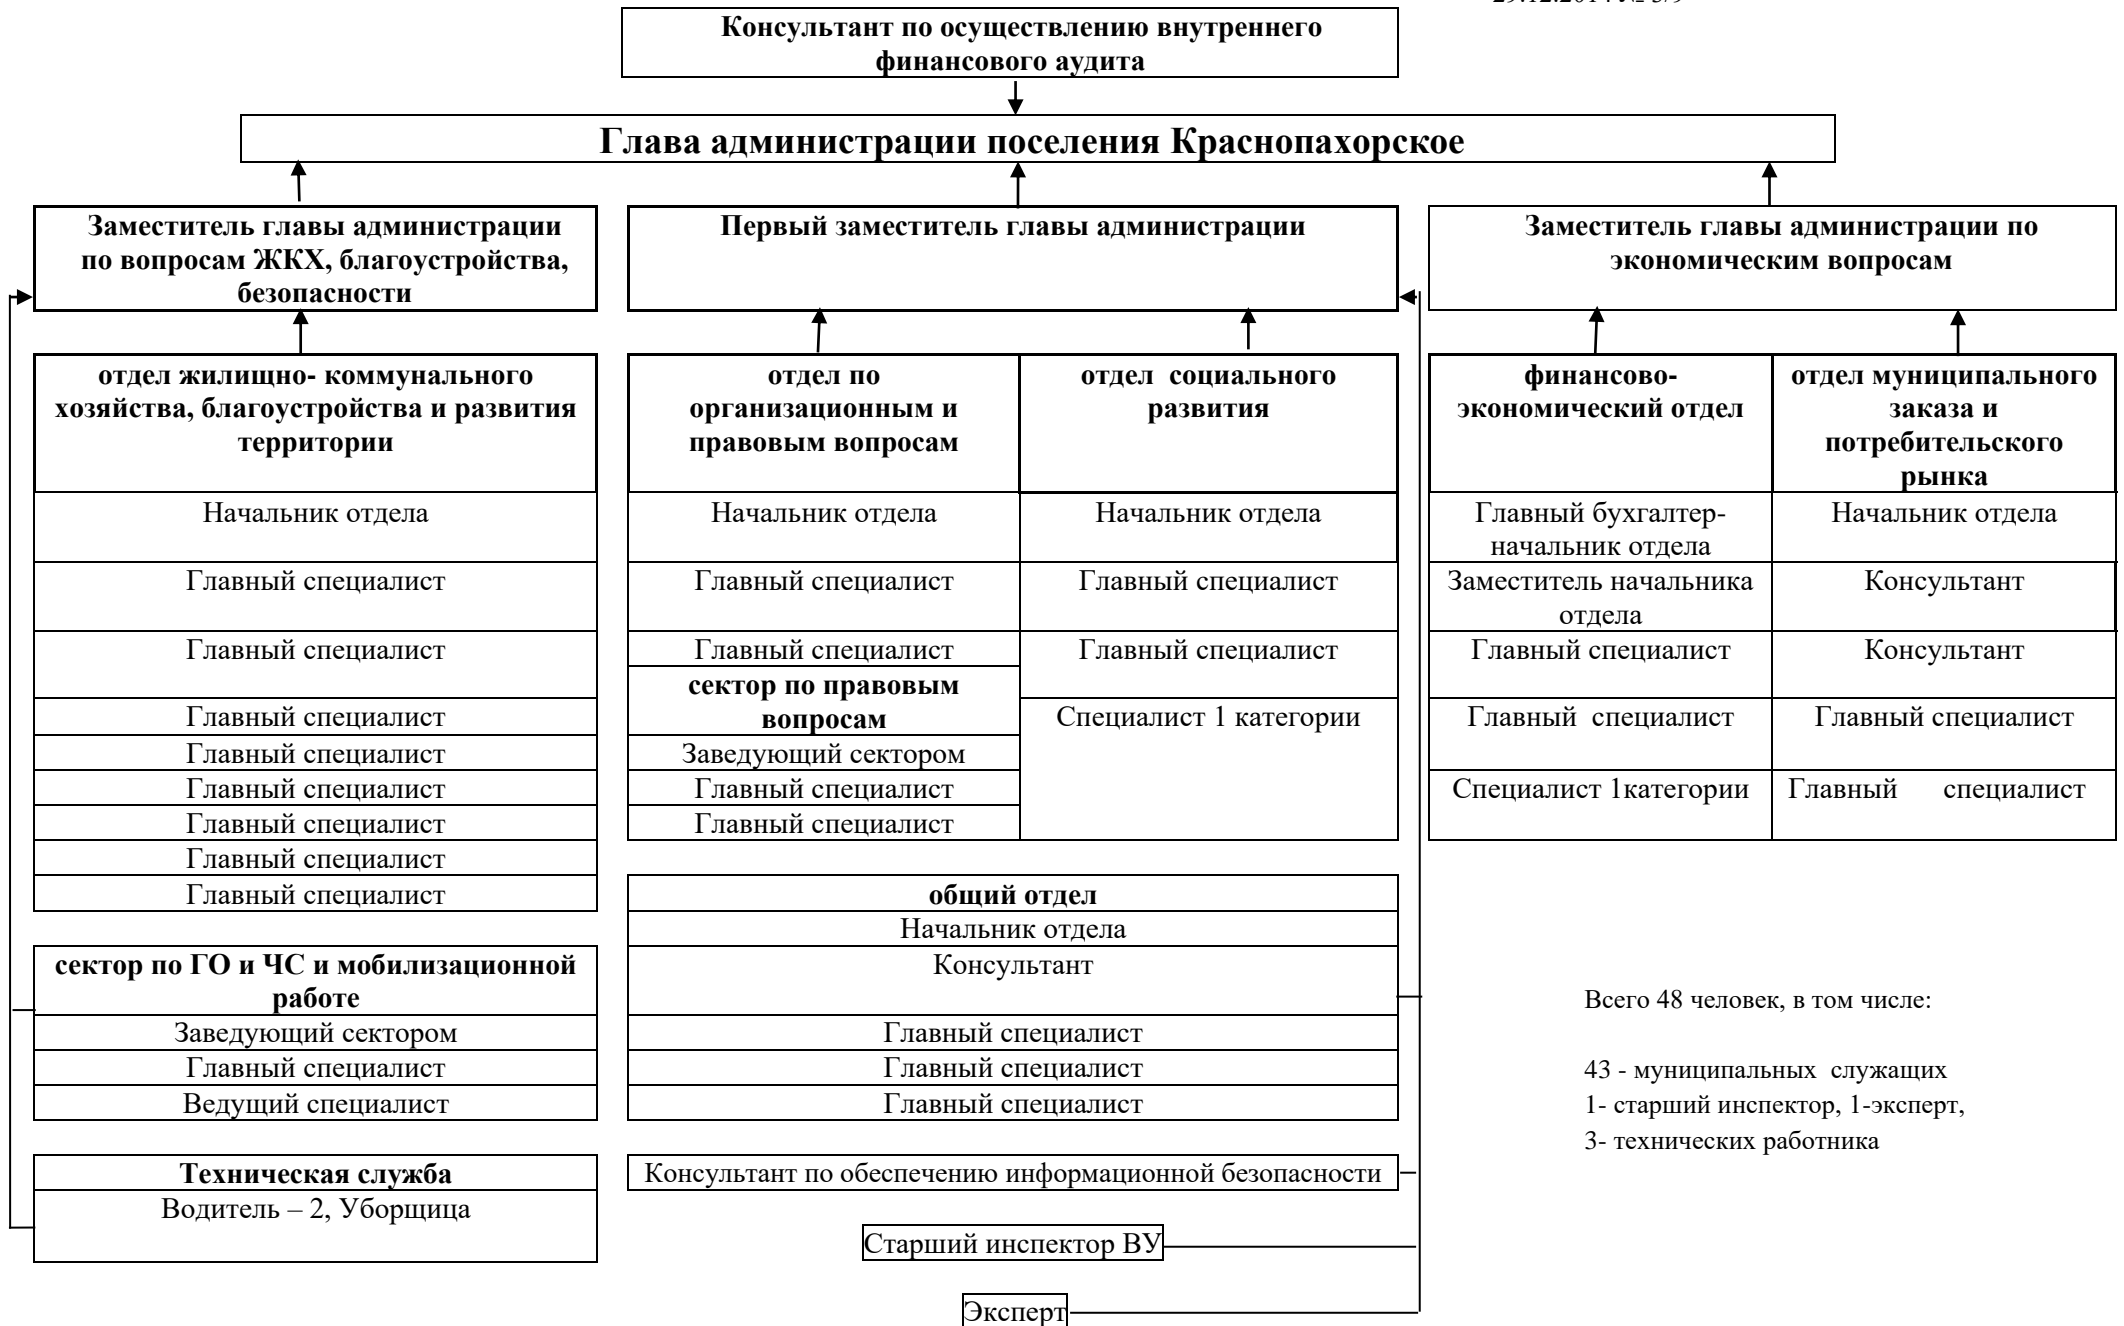 Консультант по осуществлению внутреннего
финансового аудита
Глава администрации поселения Краснопахорское
Заместитель главы администрации
по вопросам ЖКХ, благоустройства,
безопасности
Первый заместитель главы администрации
Заместитель главы администрации по
экономическим вопросам
отдел жилищно- коммунального
хозяйства, благоустройства и развития
территории
Начальник отдела
Главный специалист
Главный специалист
Главный специалист
Главный специалист
Главный специалист
Главный специалист
Главный специалист
Главный специалист
сектор по ГО и ЧС и мобилизационной
работе
Заведующий сектором
Главный специалист
Ведущий специалист
Техническая служба
Водитель – 2, Уборщица
отдел по
организационным и
правовым вопросам
Начальник отдела
Главный специалист
Главный специалист
сектор по правовым
вопросам
Заведующий сектором
Главный специалист
Главный специалист
отдел социального
развития
Начальник отдела
Главный специалист
Главный специалист
Специалист 1 категории
общий отдел
Начальник отдела
Консультант
Главный специалист
Главный специалист
Главный специалист
Консультант по обеспечению информационной безопасности
Старший инспектор ВУ
Эксперт
финансово-
экономический отдел
Главный бухгалтер-
начальник отдела
Заместитель начальника
отдела
Главный специалист
Главный специалист
Специалист 1категории
отдел муниципального
заказа и
потребительского
рынка
Начальник отдела
Консультант
Консультант
Главный специалист
Главный специалист
Всего 48 человек, в том числе:
43 - муниципальных служащих
1- старший инспектор, 1-эксперт,
3- технических работника